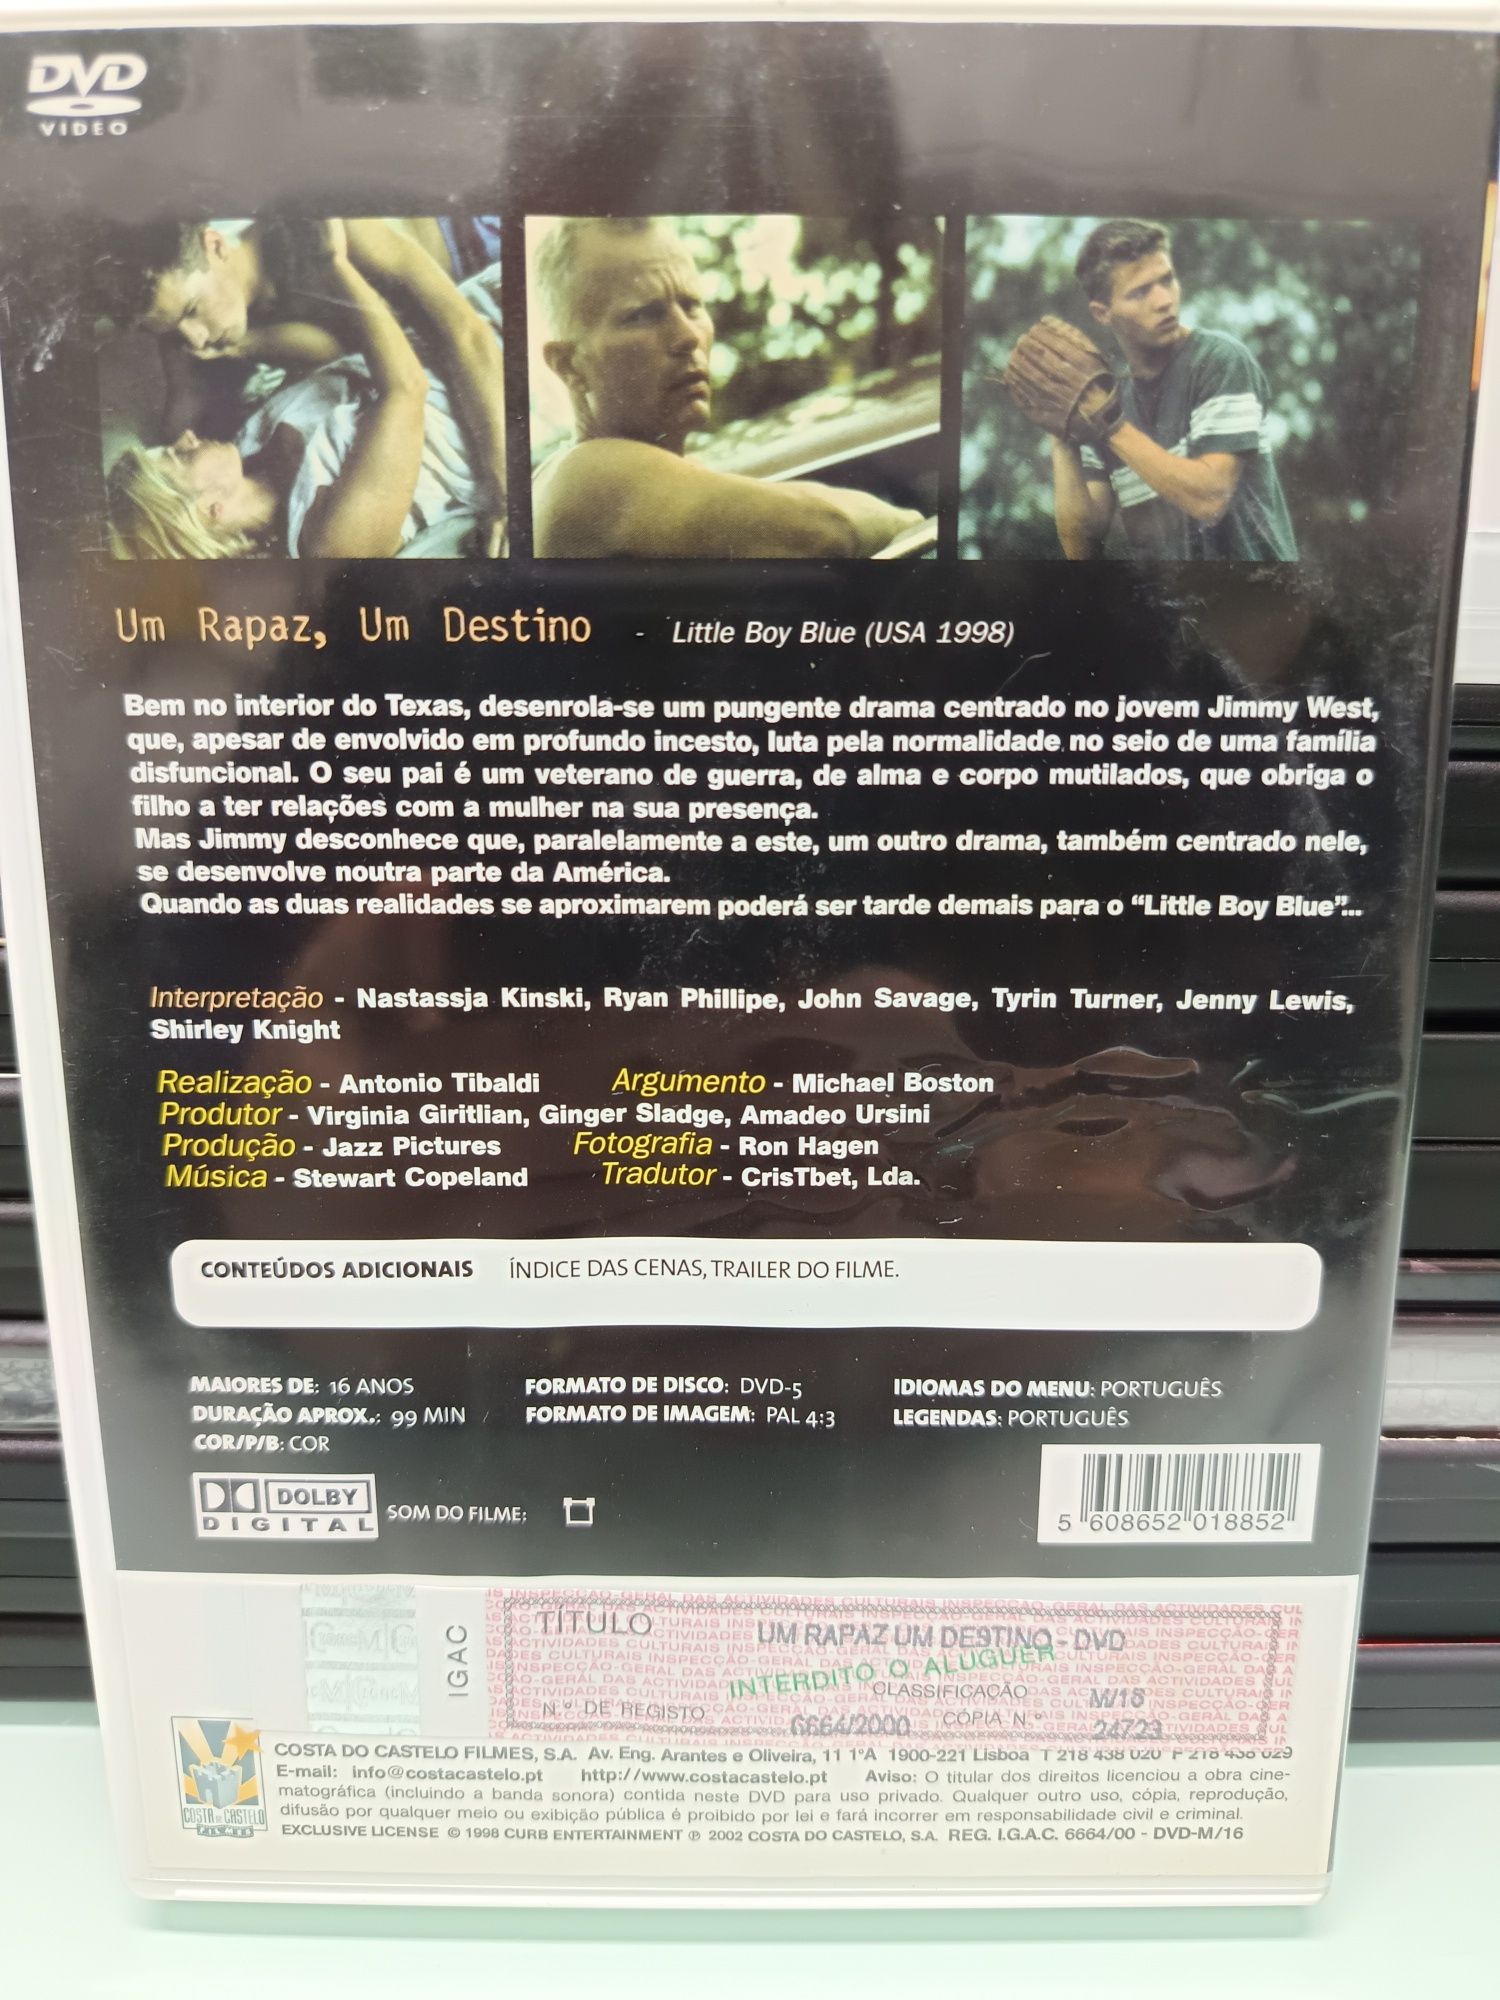 DVD
VIDEO
Um Rapaz, Um Destino - Little Boy Blue (USA 1998)
Bem no interior do Texas, desenrola-se um pungente drama centrado no jovem Jimmy West,
que, apesar de envolvido em profundo incesto, luta pela normalidade no seio de uma família
disfuncional. O seu pai é um veterano de guerra, de alma e corpo mutilados, que obriga o
filho a ter relações com a mulher na sua presença.
Mas Jimmy desconhece que, paralelamente a este, um outro drama, também centrado nele,
se desenvolve noutra parte da América.
Quando as duas realidades se aproximarem poderá ser tarde demais para o “Little Boy Blue”...
Interpretação - Nastassja Kinski, Ryan Phillipe, John Savage, Tyrin Turner, Jenny Lewis,
Shirley Knight
Realização - Antonio Tibaldi Argumento - Michael Boston
Produtor - Virginia Giritlian, Ginger Sladge, Amadeo Ursini
Produção - Jazz Pictures Fotografia - Ron Hagen
Música - Stewart Copeland Tradutor - CrisTbet, Lda.
CONTEÚDOS ADICIONAIS ÍNDICE DAS CENAS, TRAILER DO FILME.
MAIORES DE: 16 ANOS FORMATO DE DISCO: DVD-5 IDIOMAS DO MENU: PORTUGUÊS
DURAÇÃO APROX.: 99 MIN FORMATO DE IMAGEM: PAL 4:3 LEGENDAS: PORTUGUÊS
COR/P/B: COR
DOLBY
DIGITAL SOM DO FILME:
5 608652 018852
IGAC
TÍTULO UM RAPAZ UM DESTINO - DVD
INTERDITO O ALUGUER
CLASSIFICAÇÃO M/16
N.º DE REGISTO 6664/2000 CÓPIA N.º 24723
COSTA DO CASTELO FILMES
COSTA DO CASTELO FILMES, S.A. Av. Eng. Arantes e Oliveira, 11 1ºA 1900-221 Lisboa T 218 438 020 F 218 438 029
E-mail: info@costacastelo.pt http://www.costacastelo.pt Aviso: O titular dos direitos licenciou a obra cine-
matográfica (incluindo a banda sonora) contida neste DVD para uso privado. Qualquer outro uso, cópia, reprodução,
difusão por qualquer meio ou exibição pública é proibido por lei e fará incorrer em responsabilidade civil e criminal.
EXCLUSIVE LICENSE © 1998 CURB ENTERTAINMENT ℗ 2002 COSTA DO CASTELO, S.A. REG. I.G.A.C. 6664/00 - DVD-M/16